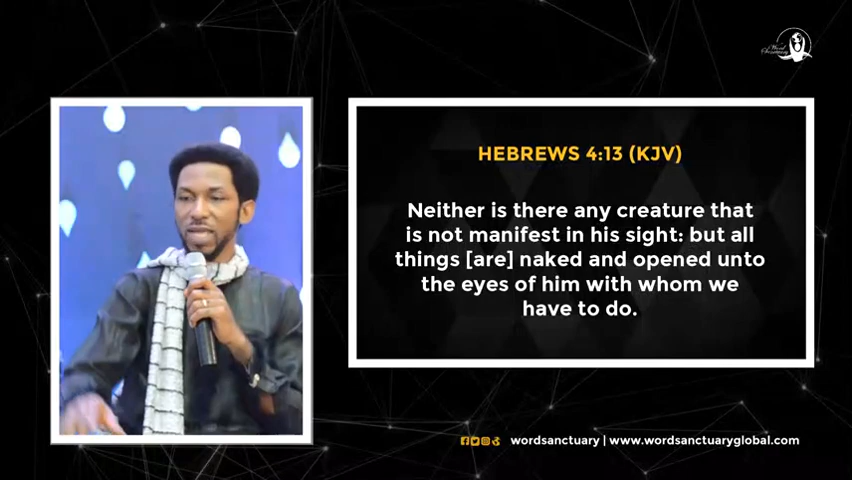 Word
Sanctuary
HEBREWS 4:13 (KJV)
Neither is there any creature that
is not manifest in his sight: but all
things [are] naked and opened unto
the eyes of him with whom we
have to do.
wordsanctuary | www.wordsanctuaryglobal.com